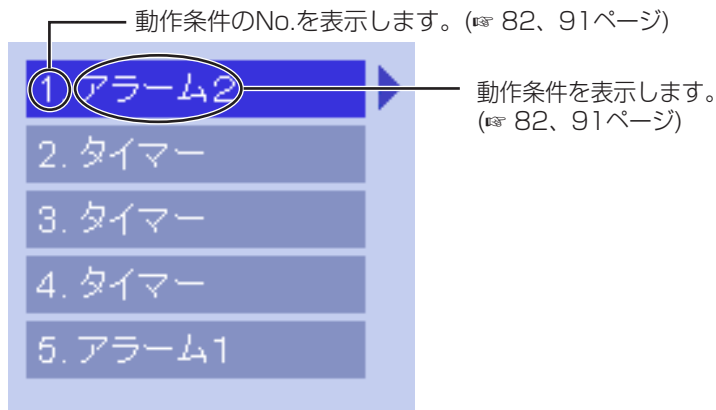 動作条件のNo.を表示します。(☞ 82、91ページ)
1 アラーム2
動作条件を表示します。
(☞ 82、91ページ)
2. タイマー
3. タイマー
4. タイマー
5. アラーム1